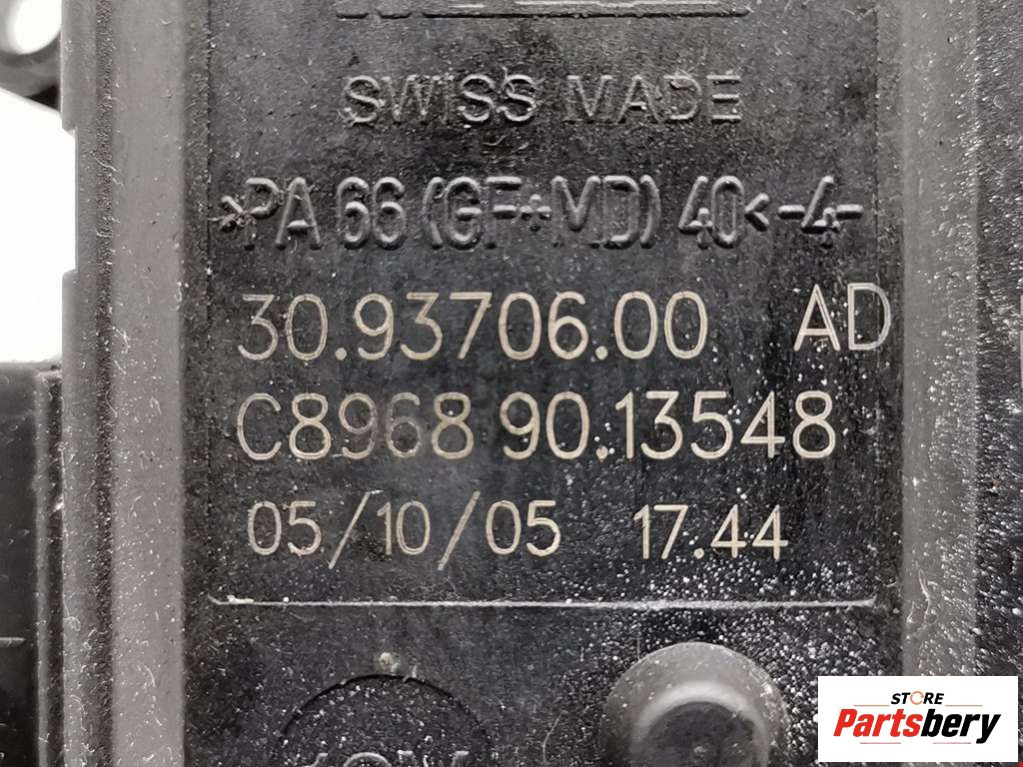 SWISS MADE
>PA 66 (GF+MD) 40< -4-
30.93706.00 AD
C8968 90.13548
05/10/05 17.44
STORE
Partsbery